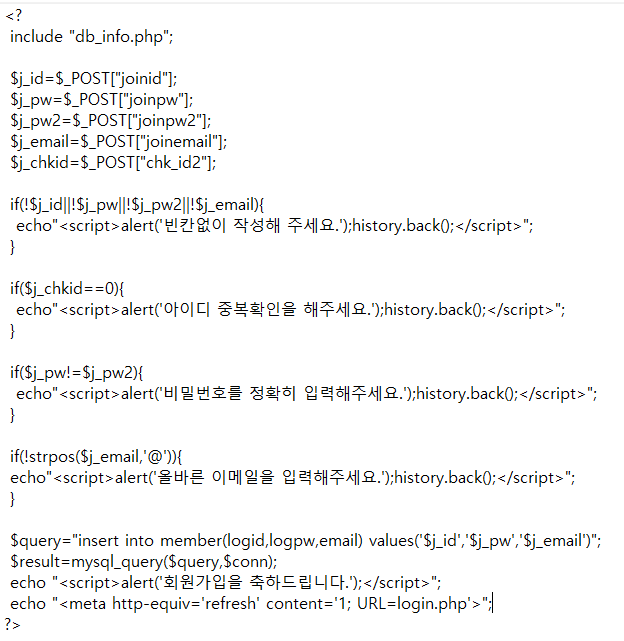 <?
include "db_info.php";
$j_id=$_POST["joinid"];
$j_pw=$_POST["joinpw"];
$j_pw2=$_POST["joinpw2"];
$j_email=$_POST["joinemail"];
$j_chkid=$_POST["chk_id2"];
if(!$j_id||!$j_pw||!$j_pw2||!$j_email){
echo"<script>alert('빈칸없이 작성해 주세요.');history.back();</script>";
}
if($j_chkid==0){
echo"<script>alert('아이디 중복확인을 해주세요.');history.back();</script>";
}
if($j_pw!=$j_pw2){
echo"<script>alert('비밀번호를 정확히 입력해주세요.');history.back();</script>";
}
if(!strpos($j_email,'@')){
echo"<script>alert('올바른 이메일을 입력해주세요.');history.back();</script>";
}
$query="insert into member(logid,logpw,email) values('$j_id','$j_pw','$j_email')";
$result=mysql_query($query,$conn);
echo "<script>alert('회원가입을 축하드립니다.');</script>";
echo "<meta http-equiv='refresh' content='1; URL=login.php'>";
?>